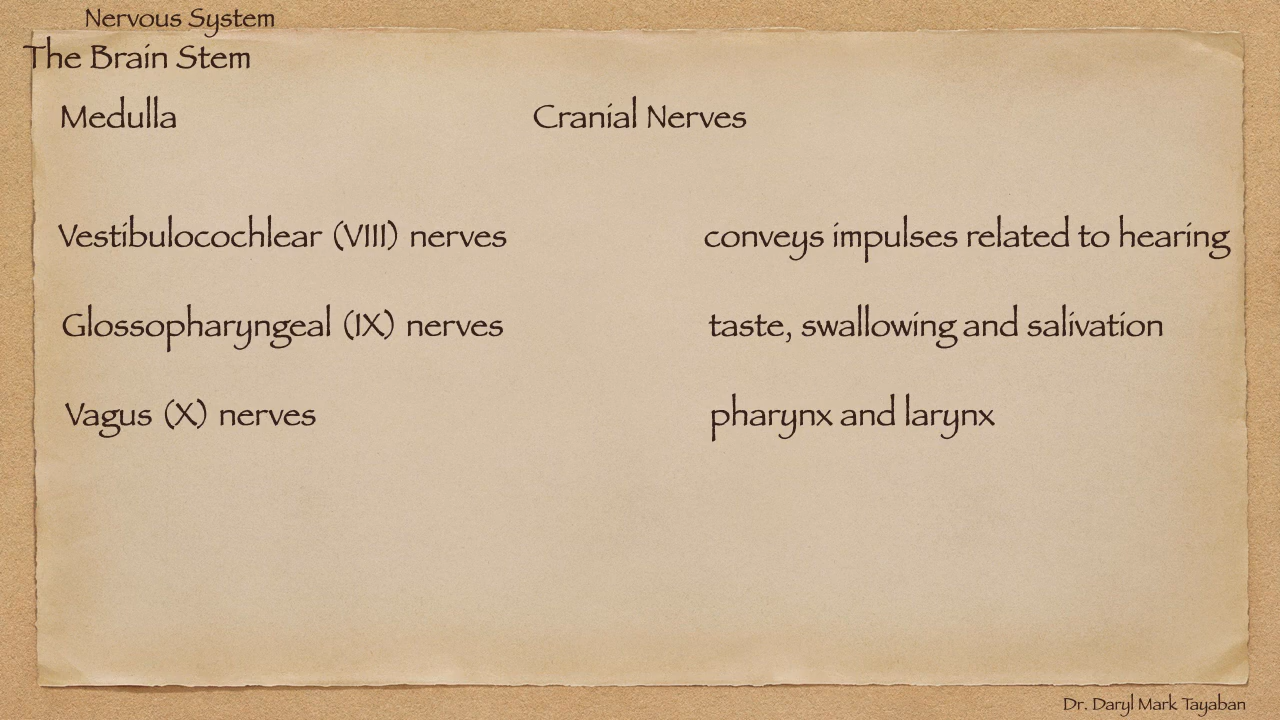 Nervous System
The Brain Stem
Medulla
Cranial Nerves
Vestibulocochlear (VIII) nerves
conveys impulses related to hearing
Glossopharyngeal (IX) nerves
taste, swallowing and salivation
Vagus (X) nerves
pharynx and larynx
Dr. Daryl Mark Tayaban